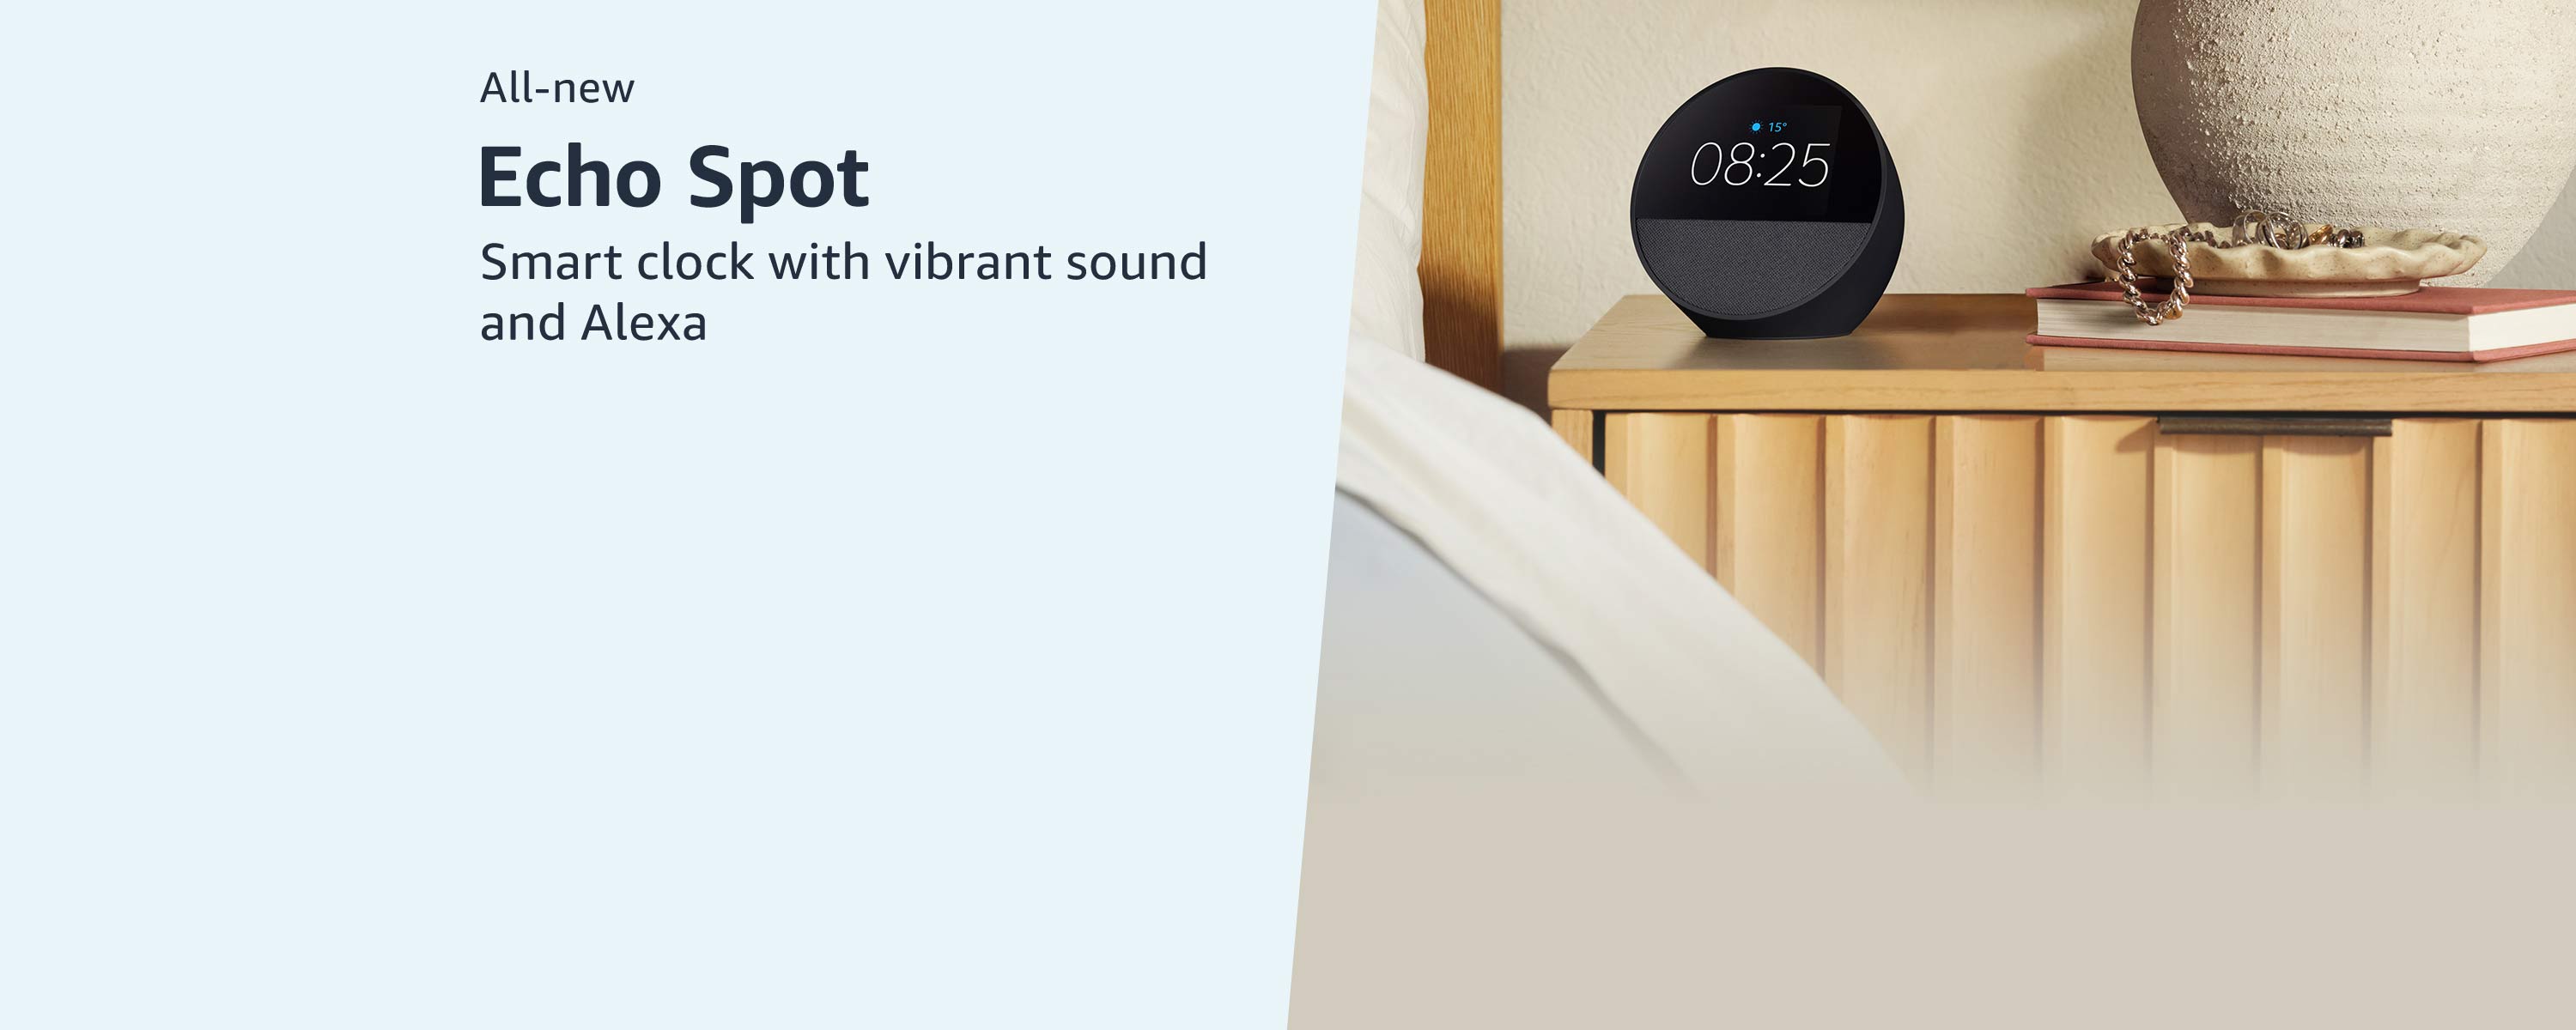 All-new
Echo Spot
Smart clock with vibrant sound
and Alexa
15°
08:25